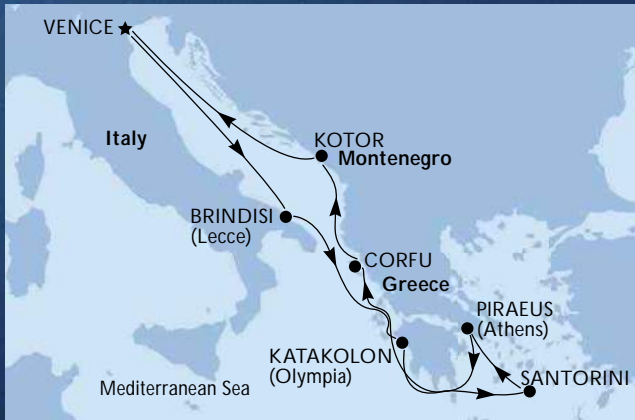 VENICE
Italy
KOTOR
Montenegro
BRINDISI
(Lecce)
CORFU
Greece
PIRAEUS
(Athens)
KATAKOLON
(Olympia)
SANTORINI
Mediterranean Sea